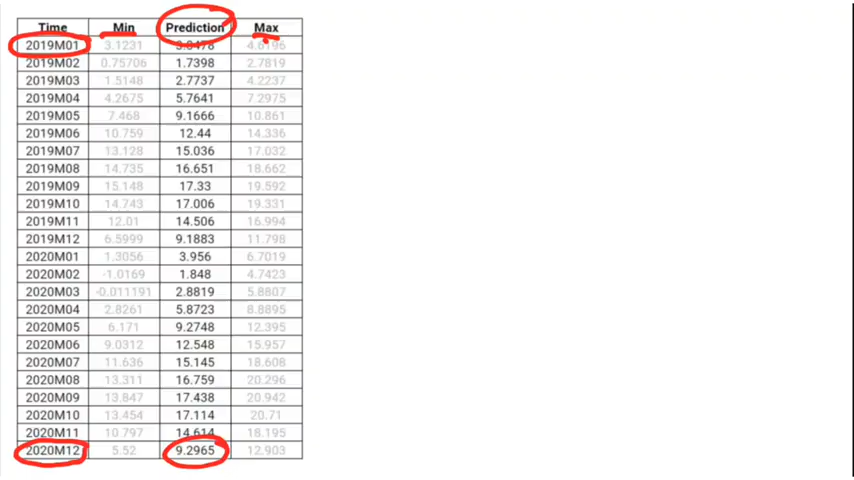 Time Min Prediction Max
2019M01 3.1231 3.8478 4.6196
2019M02 0.75706 1.7398 2.7819
2019M03 1.5148 2.7737 4.2237
2019M04 4.2675 5.7641 7.2975
2019M05 7.468 9.1666 10.861
2019M06 10.759 12.44 14.336
2019M07 13.128 15.036 17.032
2019M08 14.735 16.651 18.662
2019M09 15.148 17.33 19.592
2019M10 14.743 17.006 19.331
2019M11 12.01 14.506 16.994
2019M12 6.5999 9.1883 11.798
2020M01 1.3056 3.956 6.7019
2020M02 -1.0169 1.848 4.7423
2020M03 -0.011191 2.8819 5.8807
2020M04 2.8261 5.8723 8.8895
2020M05 6.171 9.2748 12.395
2020M06 9.0312 12.548 15.957
2020M07 11.636 15.145 18.608
2020M08 13.311 16.759 20.296
2020M09 13.847 17.438 20.942
2020M10 13.454 17.114 20.71
2020M11 10.797 14.614 18.195
2020M12 5.52 9.2965 12.903